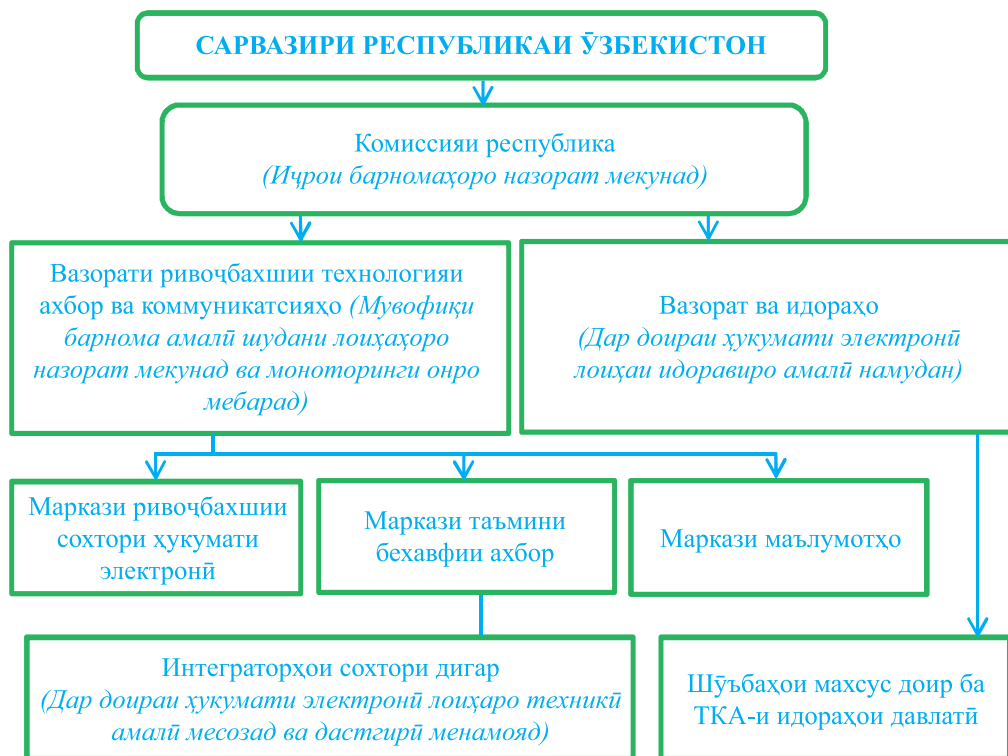 САРВАЗИРИ РЕСПУБЛИКАИ ӮЗБЕКИСТОН
Комиссияи республика
(Иҷрои барномаҳоро назорат мекунад)
Вазорати ривоҷбахшии технологияи
ахбор ва коммуникатсияҳо (Мувофиқи
барнома амалӣ шудани лоиҳаҳоро
назорат мекунад ва моноторинги онро
мебарад)
Вазорат ва идораҳо
(Дар доираи ҳукумати электронӣ
лоиҳаи идоравиро амалӣ намудан)
Маркази ривоҷбахшии
сохтори ҳукумати
электронӣ
Маркази таъмини
бехавфии ахбор
Маркази маълумотҳо
Интеграторҳои сохтори дигар
(Дар доираи ҳукумати электронӣ лоиҳаро техникӣ
амалӣ месозад ва дастгирӣ менамояд)
Шӯъбаҳои махсус доир ба
ТКА-и идораҳои давлатӣ